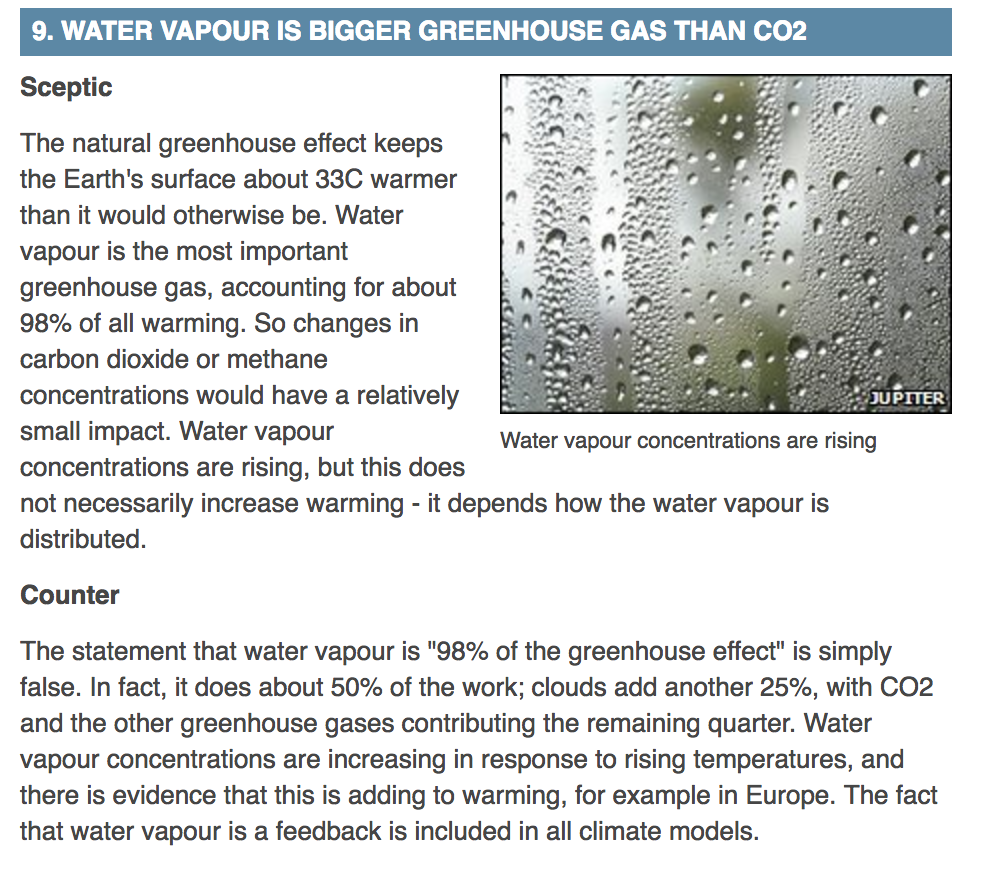 9. WATER VAPOUR IS BIGGER GREENHOUSE GAS THAN CO2
Sceptic
The natural greenhouse effect keeps
the Earth's surface about 33C warmer
than it would otherwise be. Water
vapour is the most important
greenhouse gas, accounting for about
98% of all warming. So changes in
carbon dioxide or methane
concentrations would have a relatively
small impact. Water vapour
concentrations are rising, but this does
not necessarily increase warming - it depends how the water vapour is
distributed.
JUPITER
Water vapour concentrations are rising
Counter
The statement that water vapour is "98% of the greenhouse effect" is simply
false. In fact, it does about 50% of the work; clouds add another 25%, with CO2
and the other greenhouse gases contributing the remaining quarter. Water
vapour concentrations are increasing in response to rising temperatures, and
there is evidence that this is adding to warming, for example in Europe. The fact
that water vapour is a feedback is included in all climate models.